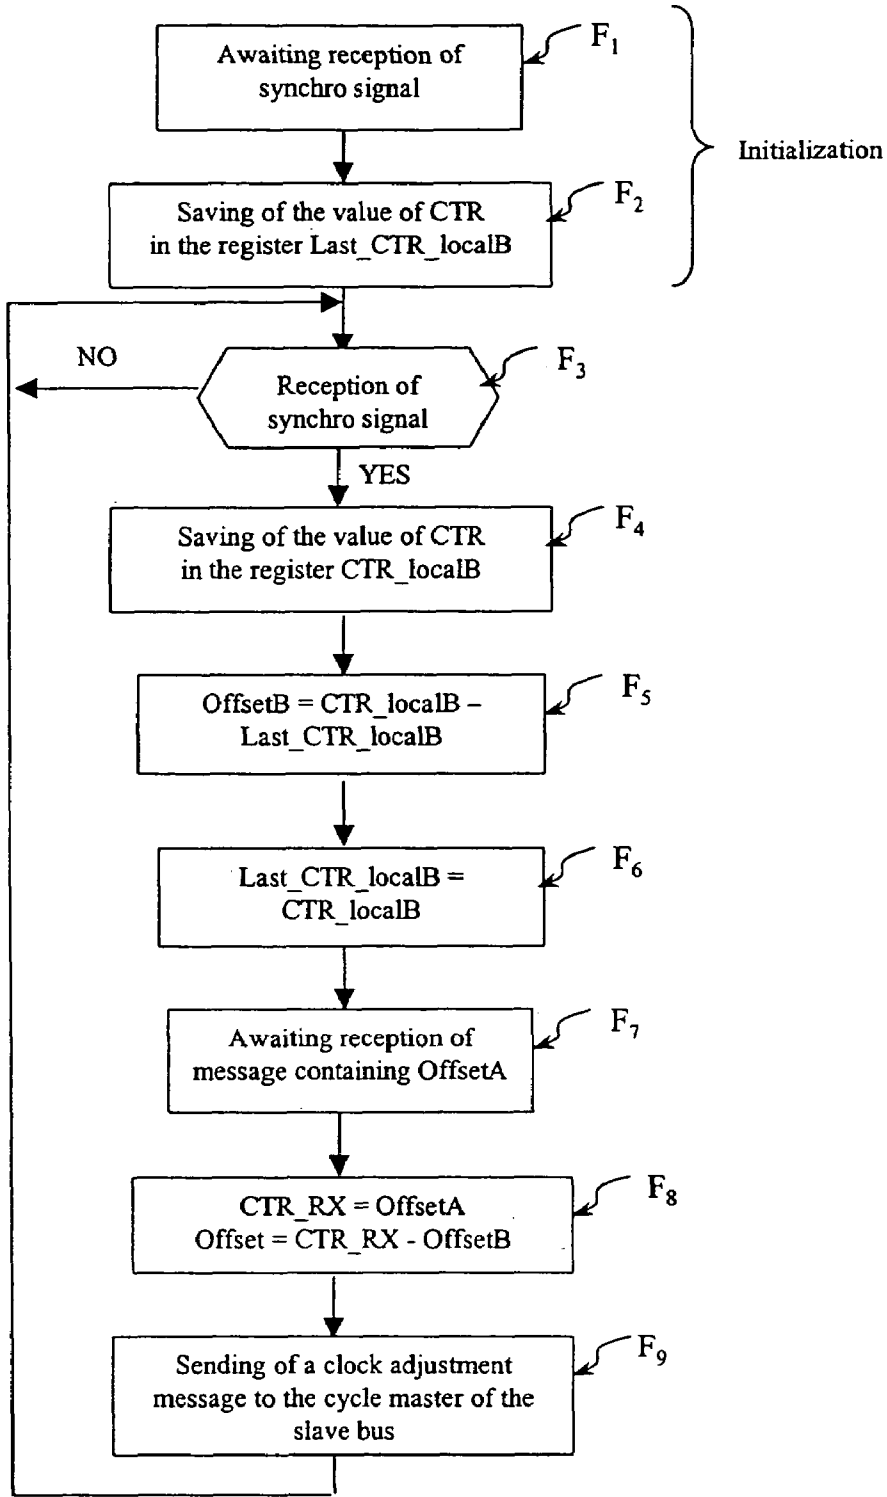 Awaiting reception of
synchro signal
F1
Initialization
Saving of the value of CTR
in the register Last_CTR_localB
F2
NO
Reception of
synchro signal
F3
YES
Saving of the value of CTR
in the register CTR_localB
F4
OffsetB = CTR_localB –
Last_CTR_localB
F5
Last_CTR_localB =
CTR_localB
F6
Awaiting reception of
message containing OffsetA
F7
CTR_RX = OffsetA
Offset = CTR_RX - OffsetB
F8
Sending of a clock adjustment
message to the cycle master of the
slave bus
F9